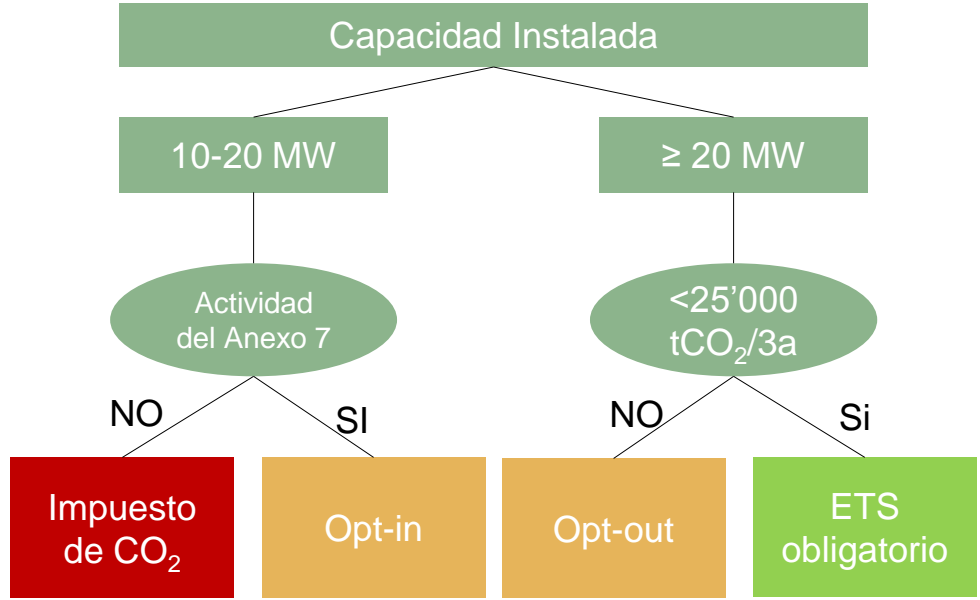 Capacidad Instalada
10-20 MW
≥ 20 MW
Actividad
del Anexo 7
<25’000
tCO₂/3a
NO
SI
NO
Si
Impuesto
de CO₂
Opt-in
Opt-out
ETS
obligatorio